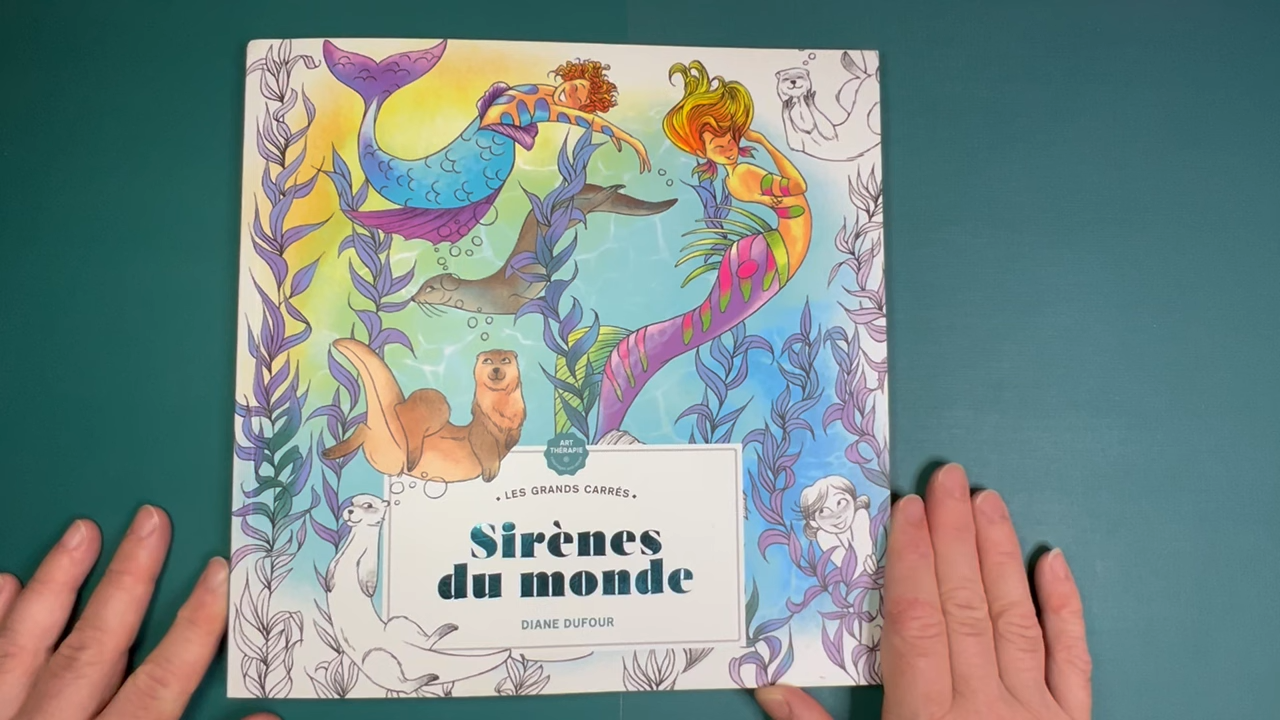 ART
THÉRAPIE
• LES GRANDS CARRÉS •
Sirènes
du monde
DIANE DUFOUR